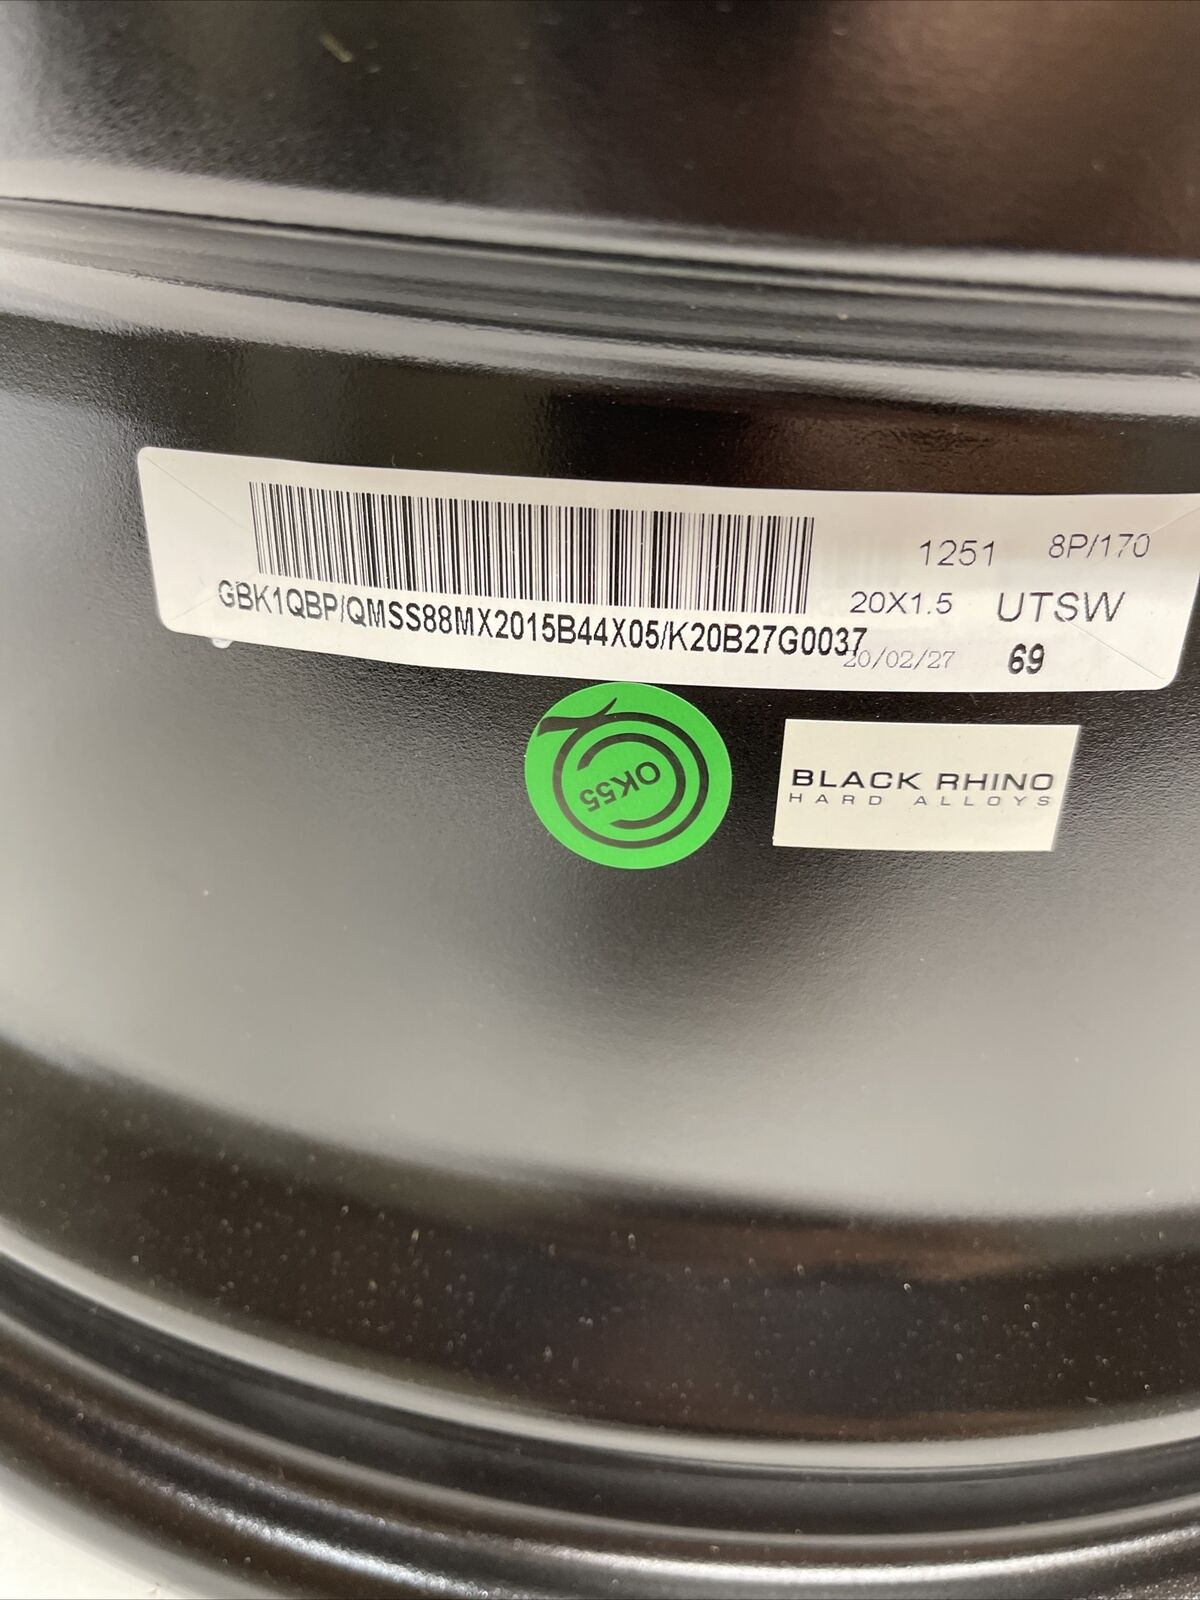 1251 8P/170
20X1.5 UTSW
GBK1QBP/QMSS88MX2015B44X05/K20B27G0037
20/02/27 69
OK55
BLACK RHINO
HARD ALLOYS